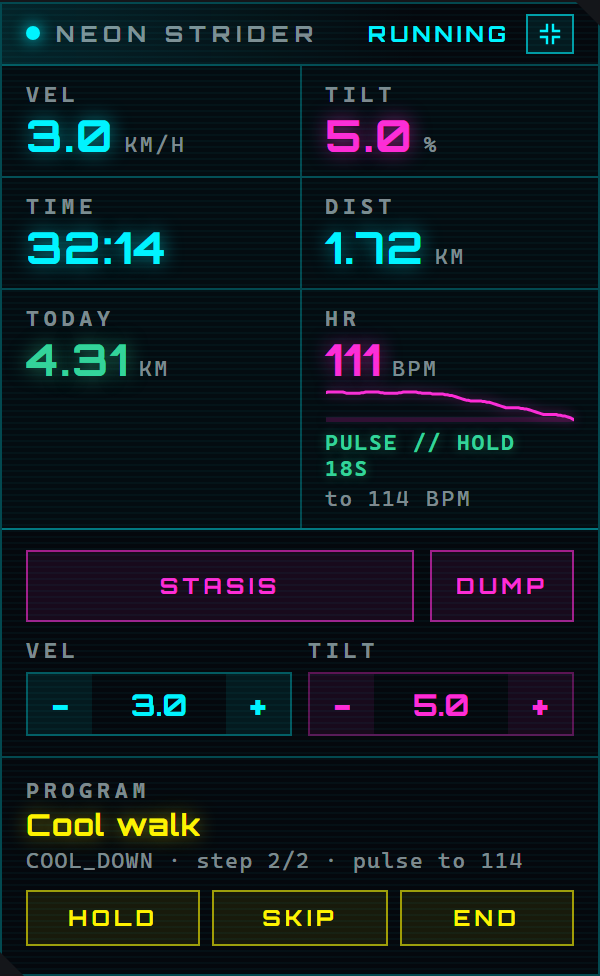 NEON STRIDER RUNNING
VEL
3.0 KM/H
TILT
5.0 %
TIME
32:14
DIST
1.72 KM
TODAY
4.31 KM
HR
111 BPM
PULSE // HOLD
18S
to 114 BPM
STASIS DUMP
VEL TILT
- 3.0 + - 5.0 +
PROGRAM
Cool walk
COOL_DOWN · step 2/2 · pulse to 114
HOLD SKIP END